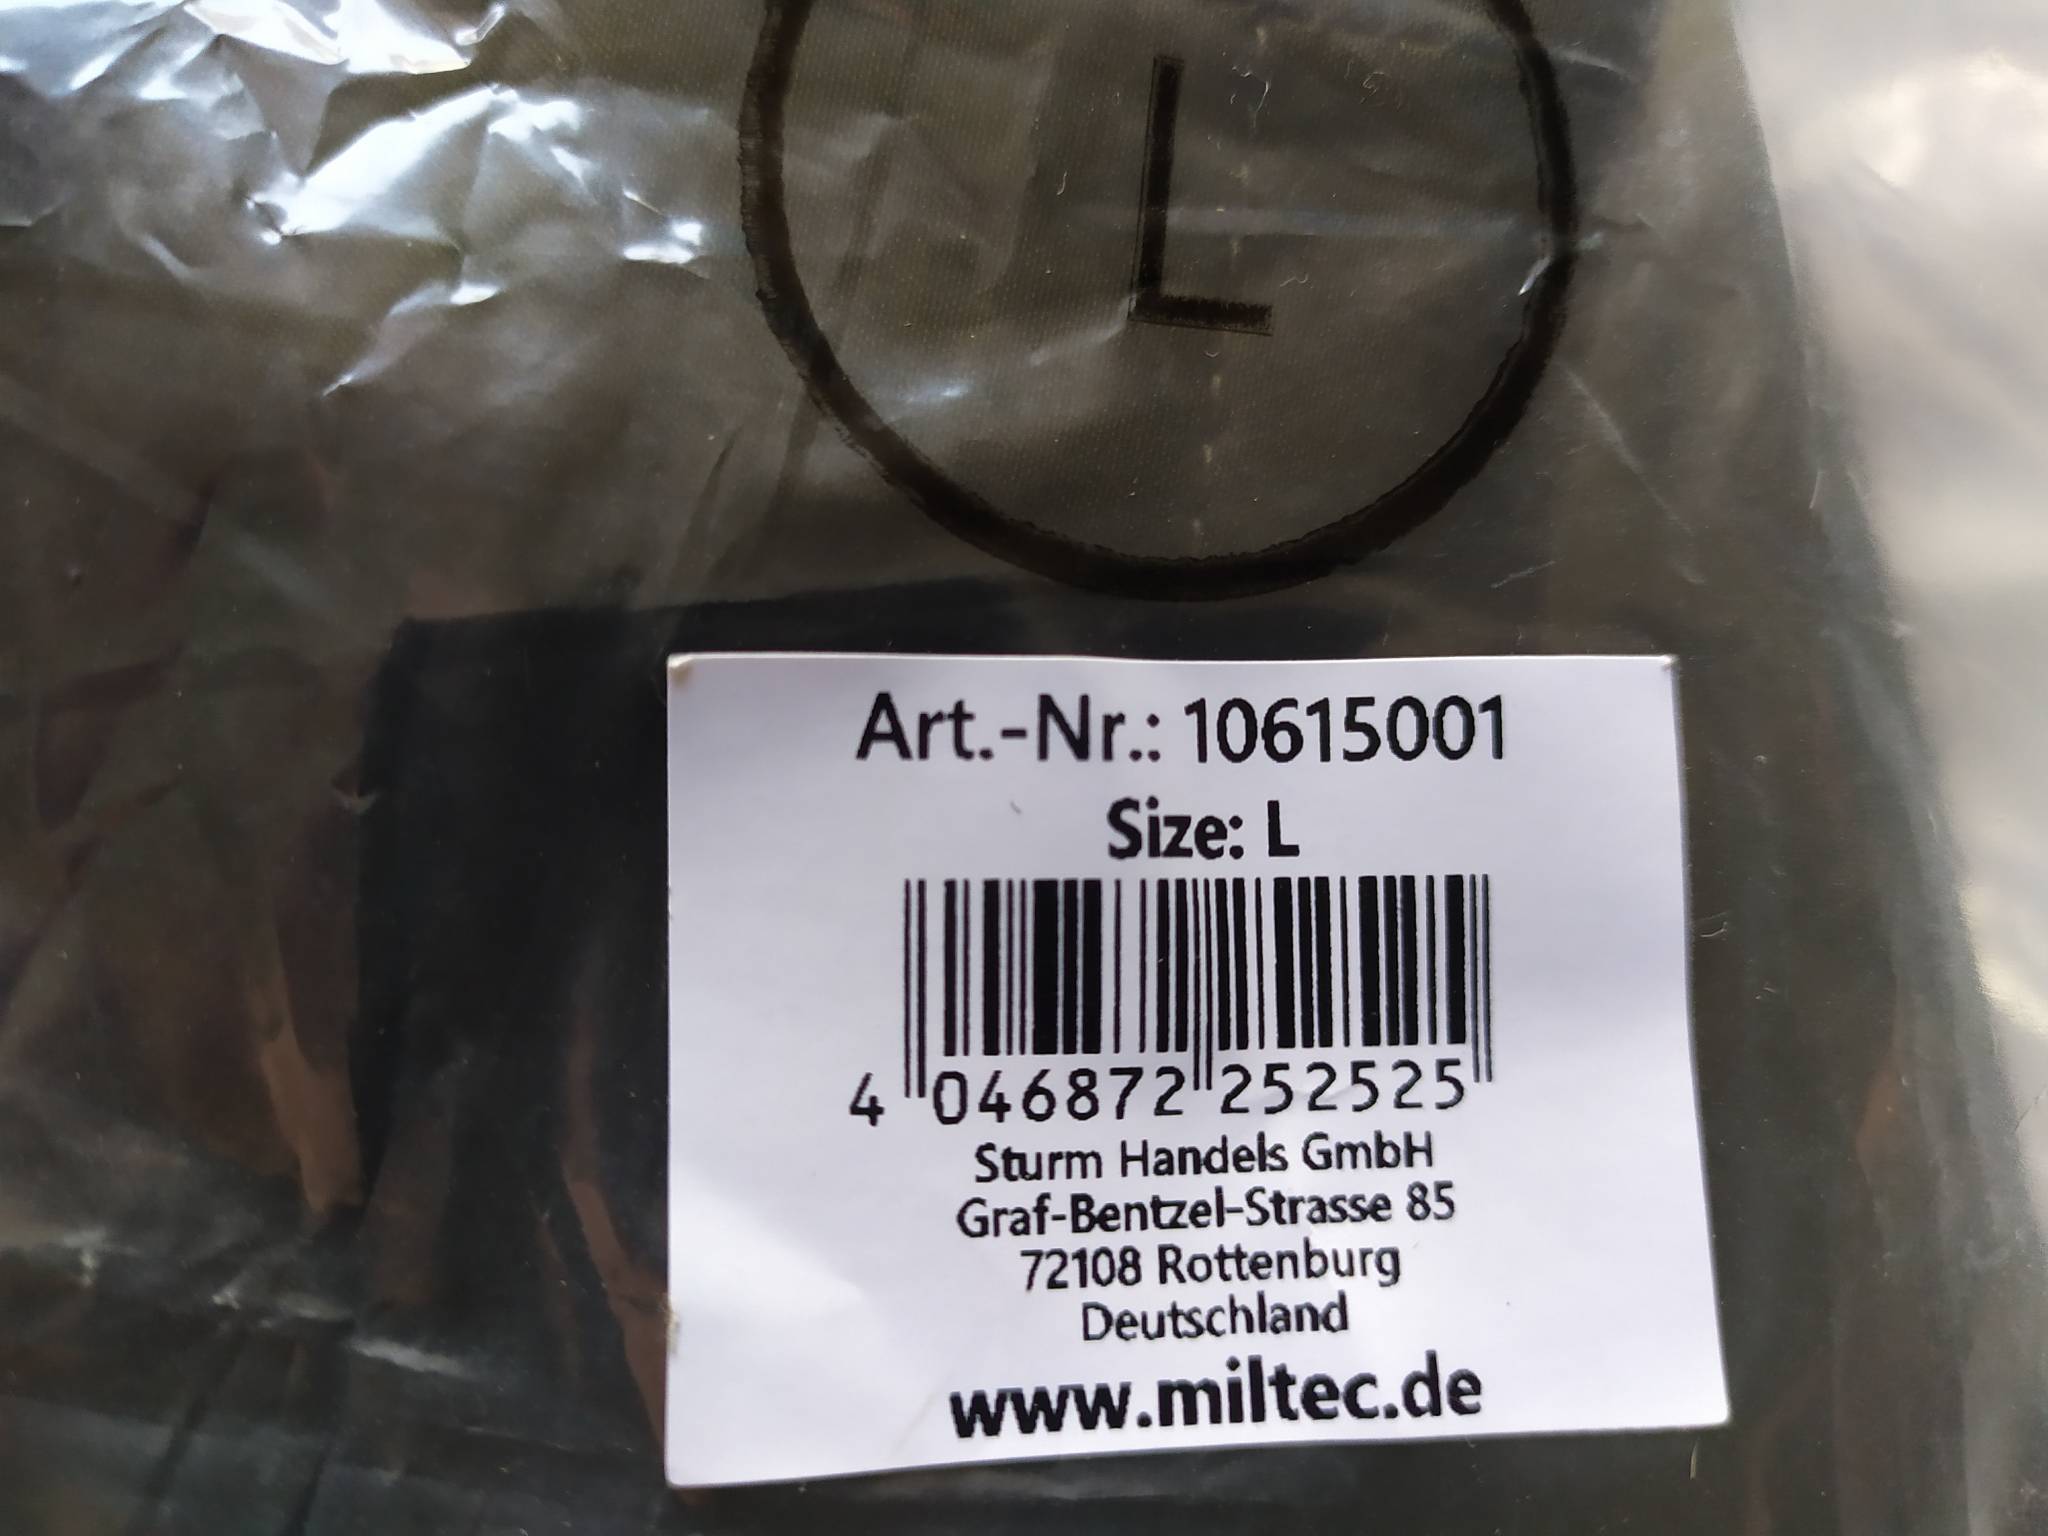 L
Art.-Nr.: 10615001
Size: L
4 046872 252525
Sturm Handels GmbH
Graf-Bentzel-Strasse 85
72108 Rottenburg
Deutschland
www.miltec.de